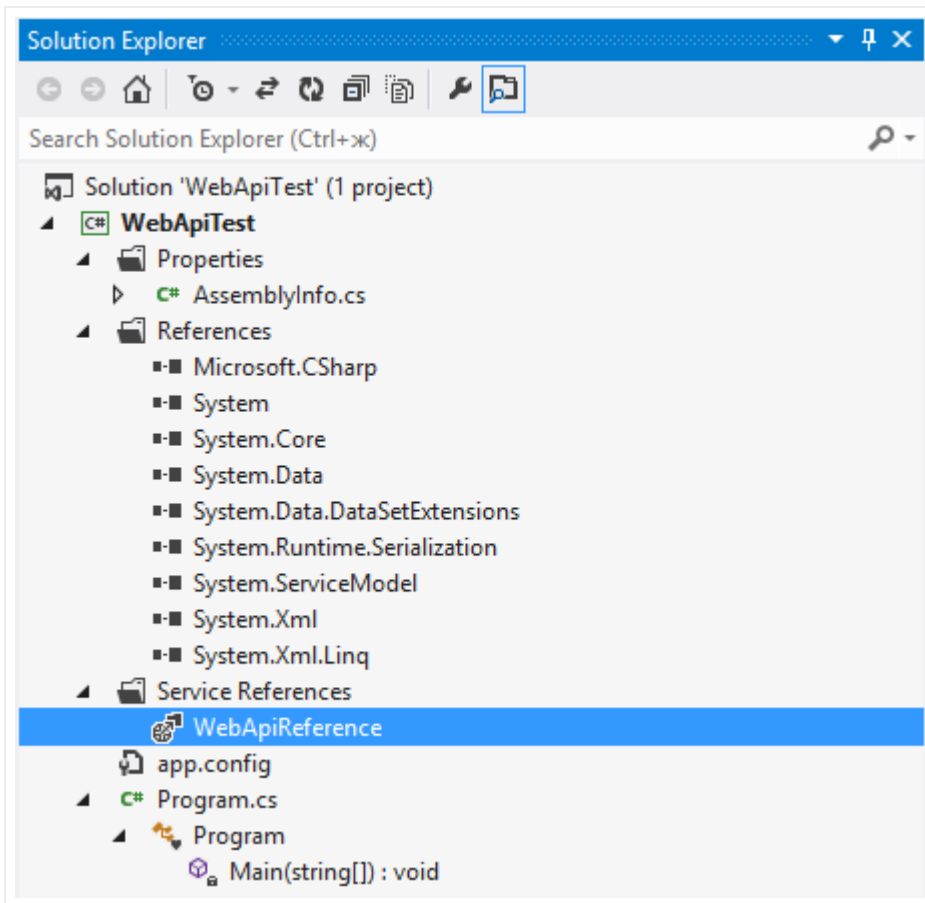 Solution Explorer
Search Solution Explorer (Ctrl+ж)
Solution 'WebApiTest' (1 project)
C# WebApiTest
Properties
C# AssemblyInfo.cs
References
Microsoft.CSharp
System
System.Core
System.Data
System.Data.DataSetExtensions
System.Runtime.Serialization
System.ServiceModel
System.Xml
System.Xml.Linq
Service References
WebApiReference
app.config
C# Program.cs
Program
Main(string[]) : void